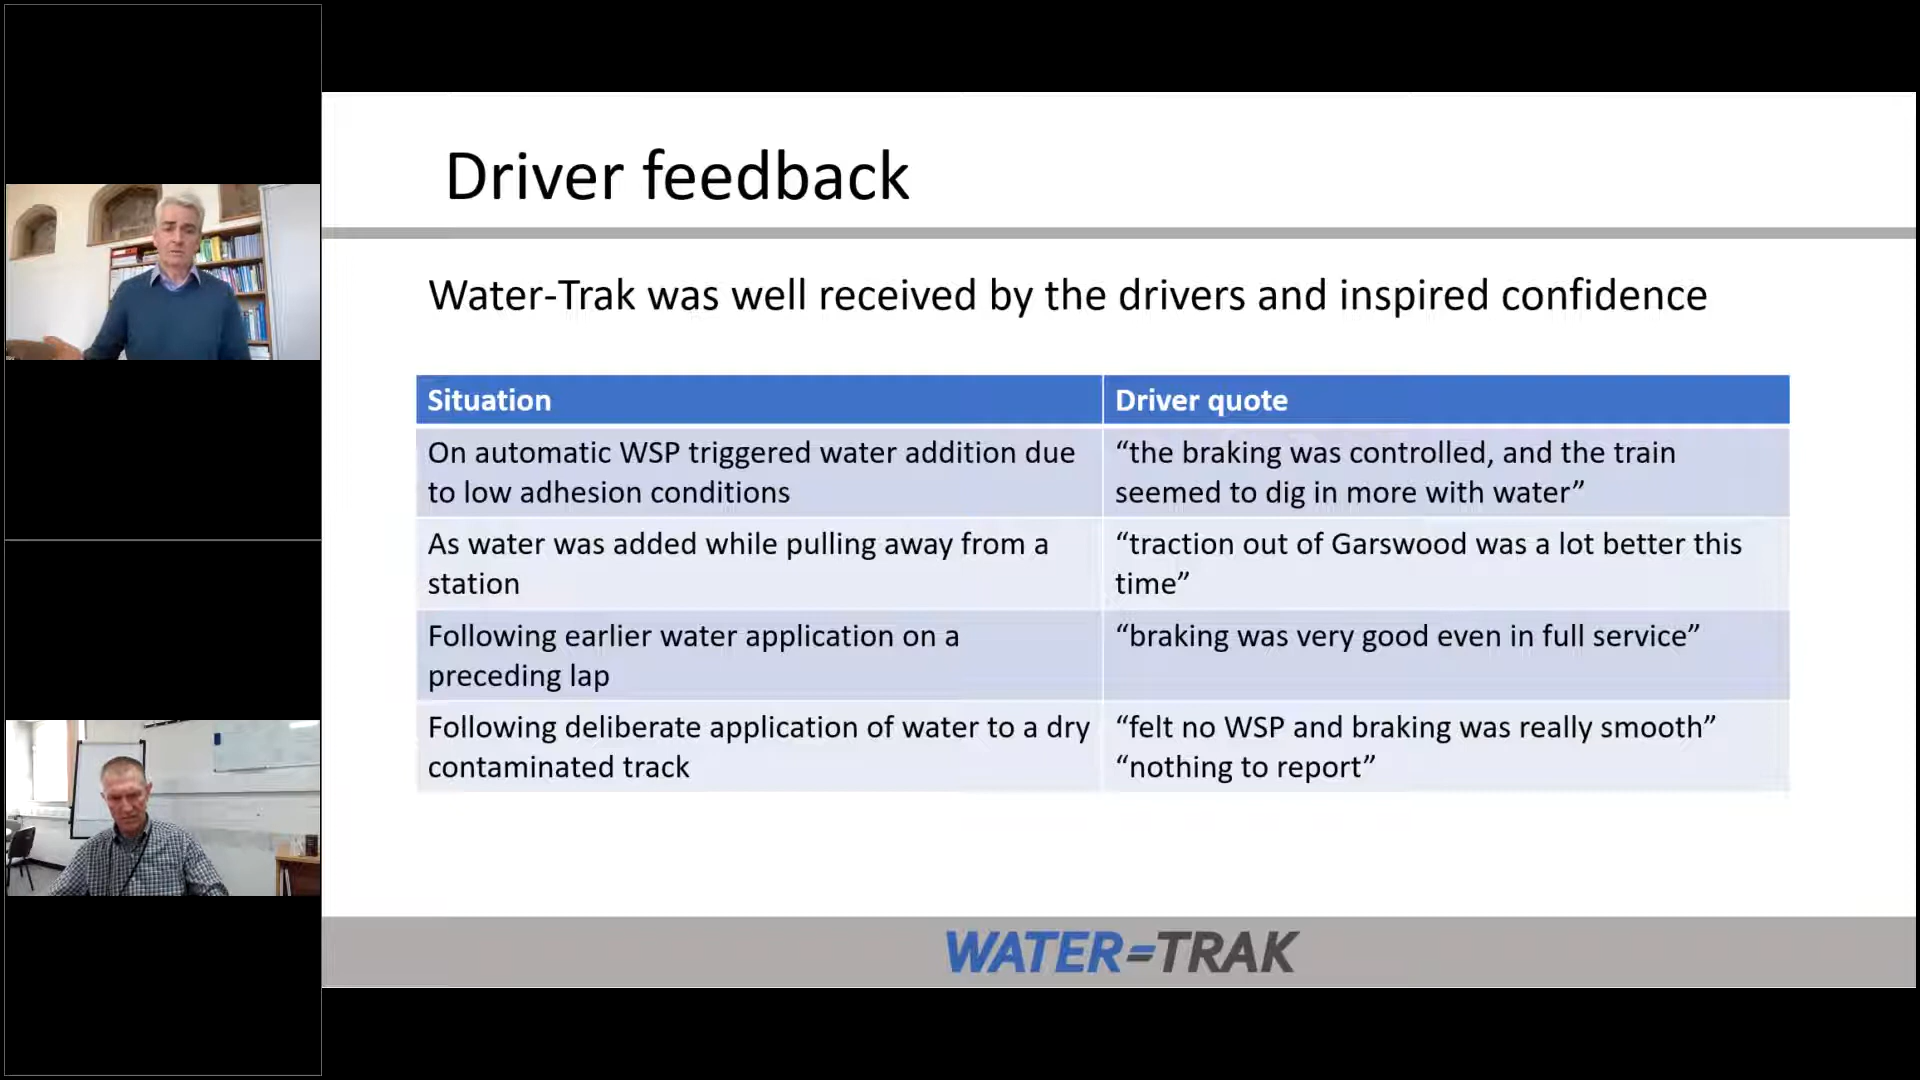 Driver feedback
Water-Trak was well received by the drivers and inspired confidence
Situation
Driver quote
On automatic WSP triggered water addition due
to low adhesion conditions
“the braking was controlled, and the train
seemed to dig in more with water”
As water was added while pulling away from a
station
“traction out of Garswood was a lot better this
time”
Following earlier water application on a
preceding lap
“braking was very good even in full service”
Following deliberate application of water to a dry
contaminated track
“felt no WSP and braking was really smooth”
“nothing to report”
WATER=TRAK